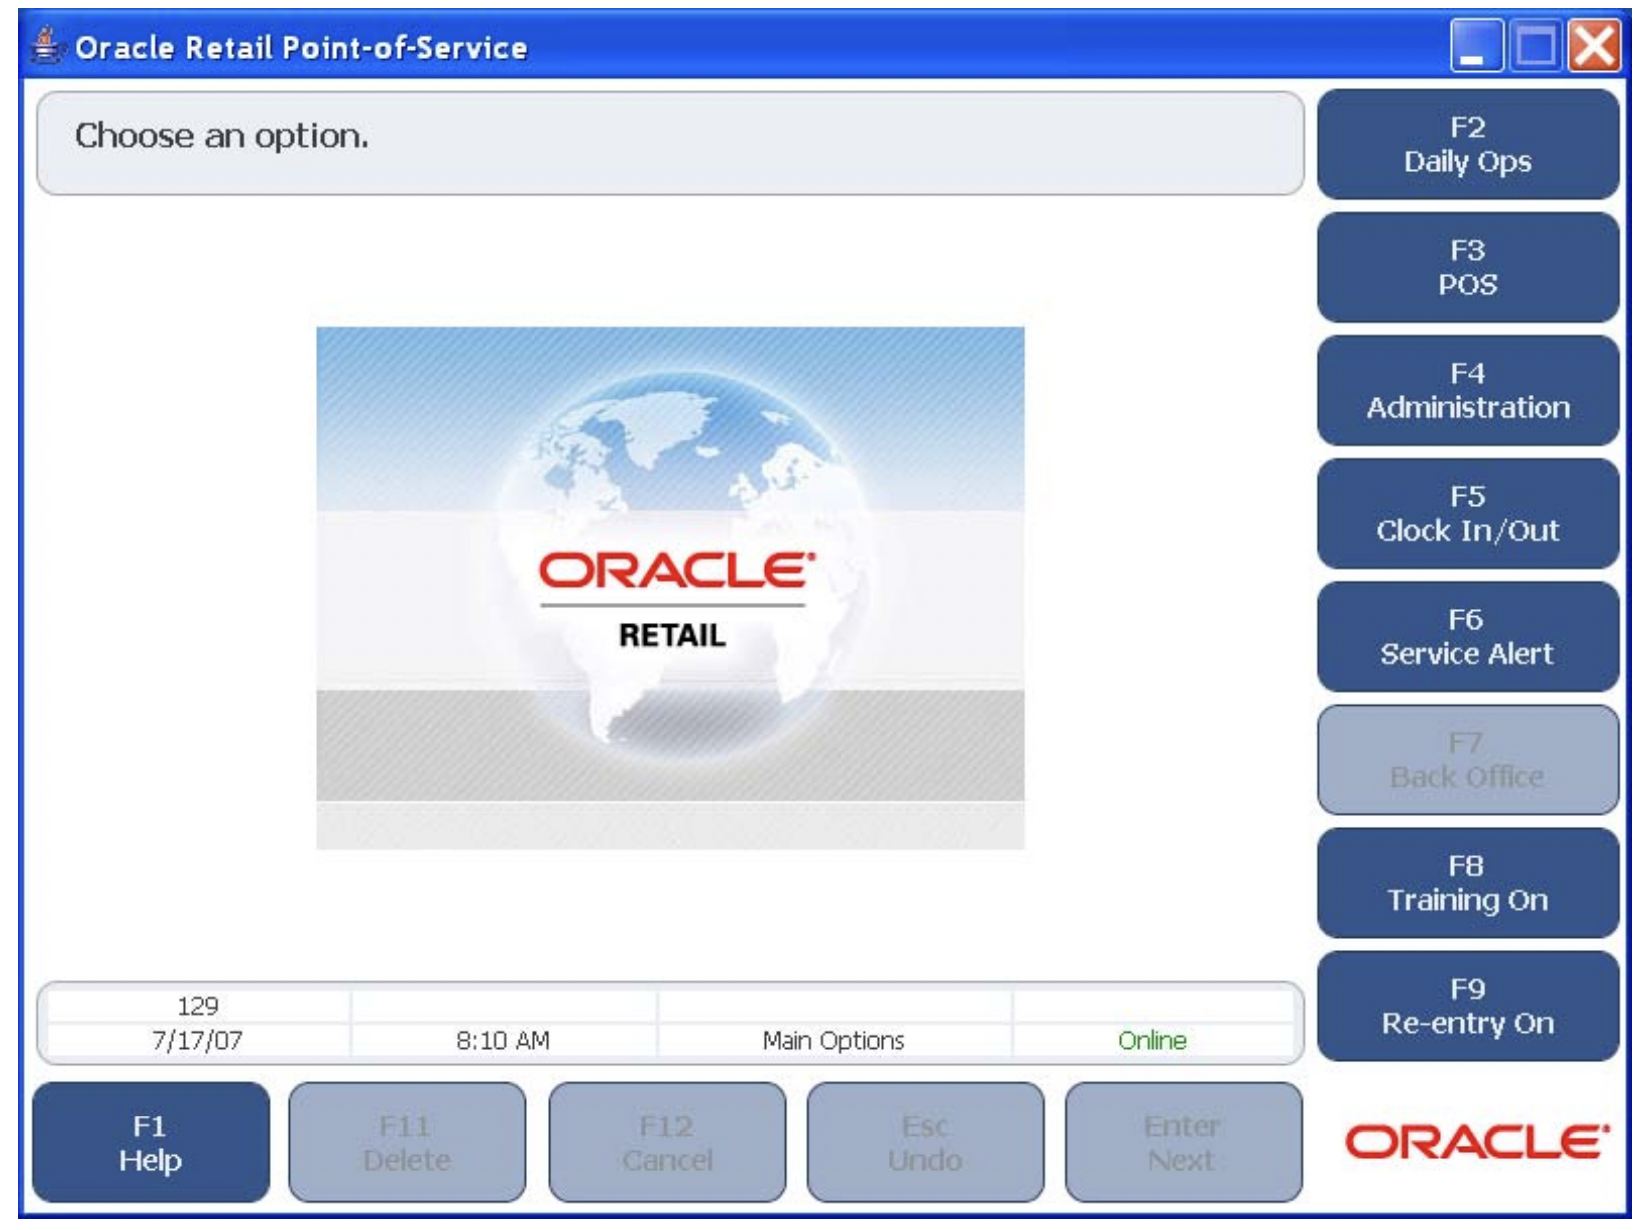 Oracle Retail Point-of-Service
Choose an option.
F2
Daily Ops
F3
POS
F4
Administration
F5
Clock In/Out
F6
Service Alert
F7
Back Office
F8
Training On
F9
Re-entry On
ORACLE
RETAIL
129
7/17/07 8:10 AM Main Options Online
F1
Help
F11
Delete
F12
Cancel
Esc
Undo
Enter
Next
ORACLE